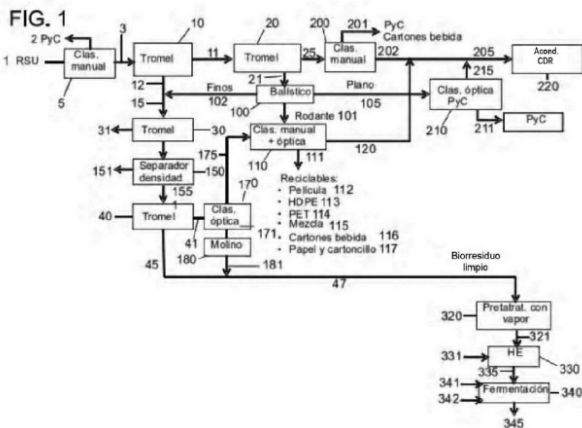 FIG. 1
2 PyC
3
10
20
200
201
PyC
Cartones bebida
1 RSU
Clas.
manual
5
Tromel
11
Tromel
25
Clas.
manual
202
205
Acond.
CDR
220
12
15
21
Finos
102
Balístico
100
Plano
105
215
Clas. óptica
PyC
210
211
PyC
Rodante 101
31
Tromel
30
175
Clas. manual
+ óptica
110
111
120
151
Separador
densidad
150
155
170
Reciclables:
• Película 112
• HDPE 113
• PET 114
• Mezcla 115
• Cartones bebida 116
• Papel y cartoncillo 117
40
Tromel
41
Clas.
óptica
171
180
Molino
181
45
47
Biorresiduo
limpio
320
Pretratat. con
vapor
321
331
HE
330
335
341
342
Fermentación
340
345